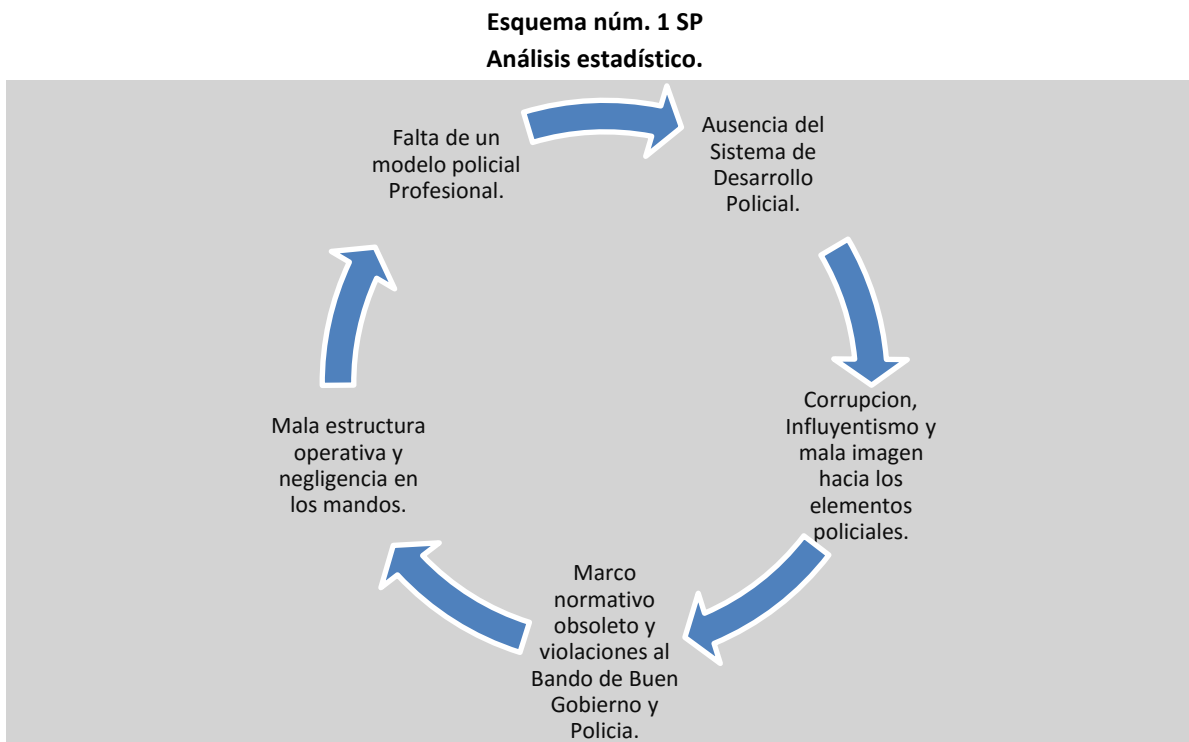 Esquema núm. 1 SP
Análisis estadístico.
Falta de un
modelo policial
Profesional.
Ausencia del
Sistema de
Desarrollo
Policial.
Corrupcion,
Influyentismo y
mala imagen
hacia los
elementos
policiales.
Marco
normativo
obsoleto y
violaciones al
Bando de Buen
Gobierno y
Policia.
Mala estructura
operativa y
negligencia en
los mandos.